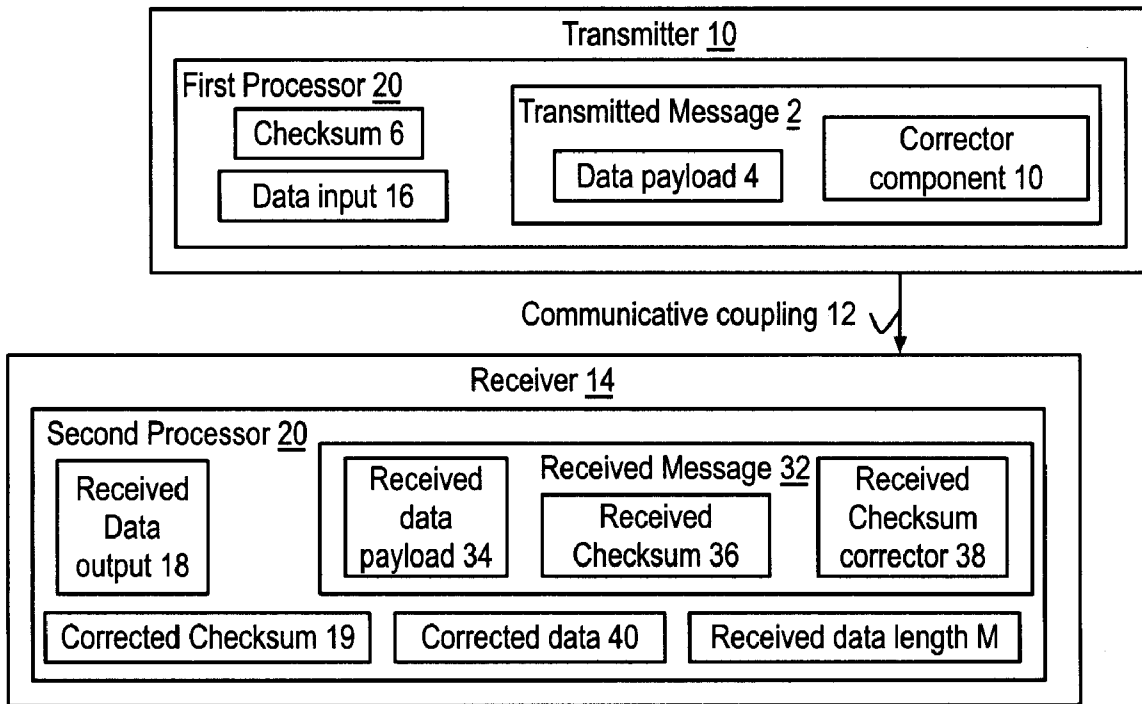 Transmitter 10
First Processor 20
Checksum 6
Data input 16
Transmitted Message 2
Data payload 4
Corrector
component 10
Communicative coupling 12
Receiver 14
Second Processor 20
Received
Data
output 18
Received Message 32
Received
data
payload 34
Received
Checksum 36
Received
Checksum
corrector 38
Corrected Checksum 19
Corrected data 40
Received data length M